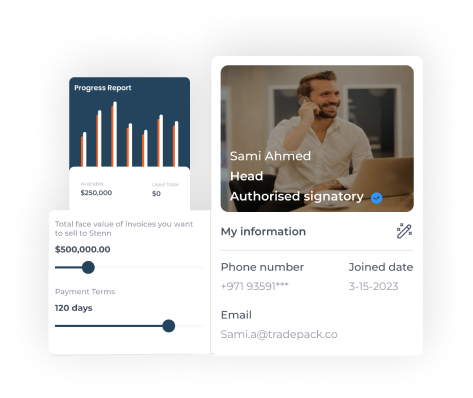 Progress Report
Available
$250,000
Used Total
$0
Total face value of invoices you want
to sell to Stenn
$500,000.00
Payment Terms
120 days
Sami Ahmed
Head
Authorised signatory
My information
Phone number
+971 93591***
Joined date
3-15-2023
Email
Sami.a@tradepack.co